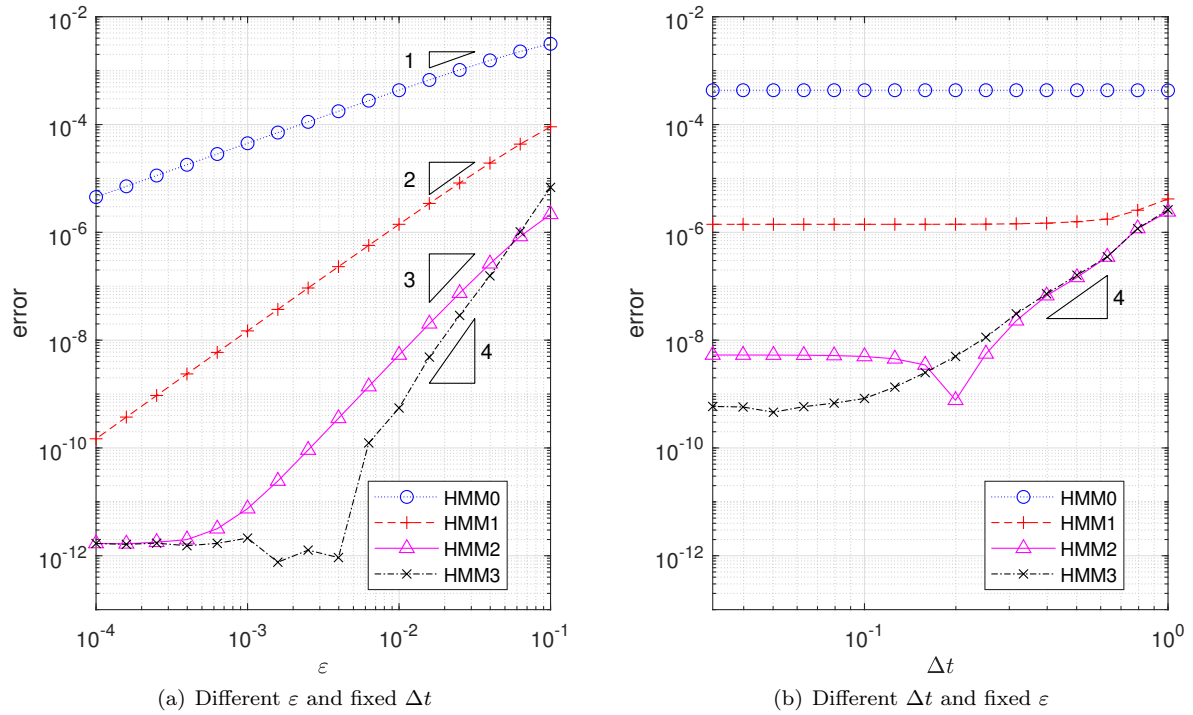 10^-2
10^-4
10^-6
10^-8
10^-10
10^-12
error
1
2
3
4
HMM0
HMM1
HMM2
HMM3
10^-4
10^-3
10^-2
10^-1
ε
(a) Different ε and fixed Δt
10^-2
10^-4
10^-6
10^-8
10^-10
10^-12
error
4
HMM0
HMM1
HMM2
HMM3
10^-1
10^0
Δt
(b) Different Δt and fixed ε